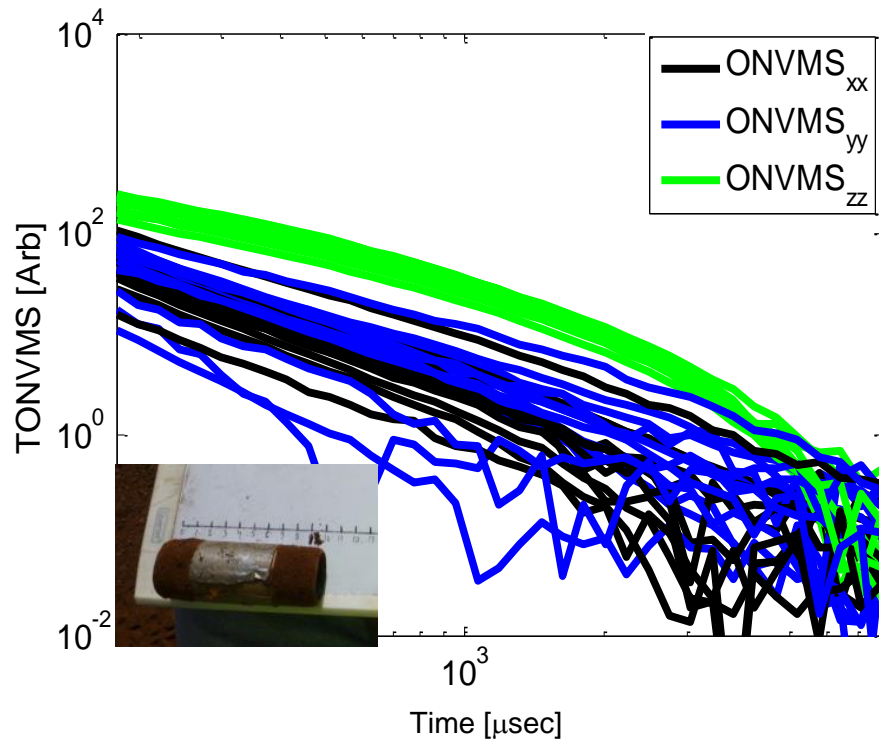 10^4
10^2
10^0
10^-2
TONVMS [Arb]
ONVMS_xx
ONVMS_yy
ONVMS_zz
10^3
Time [μsec]